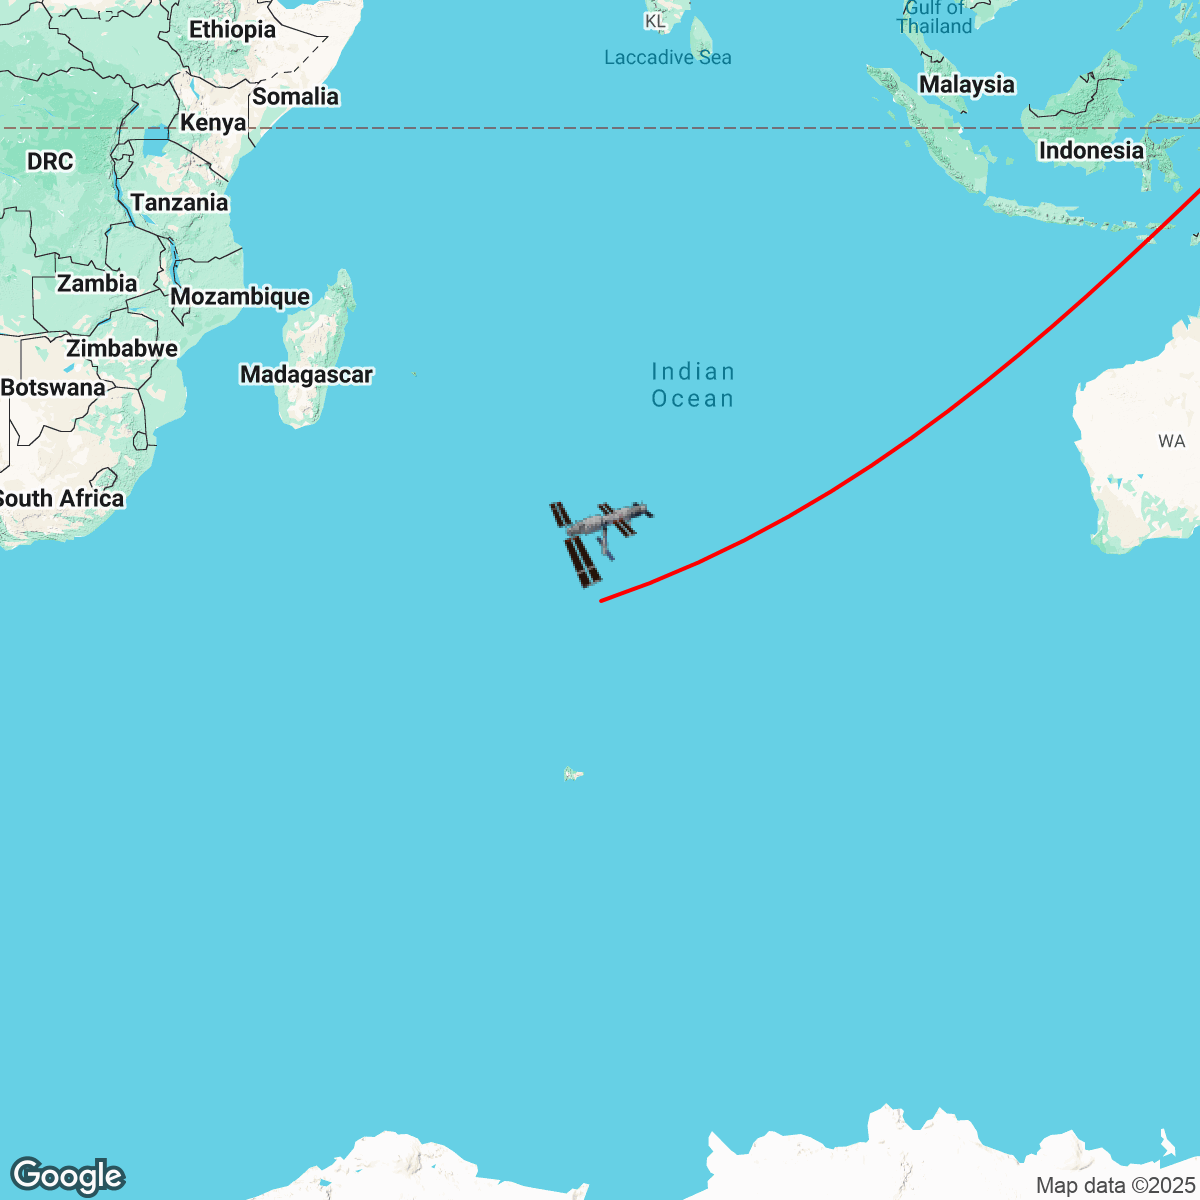 Ethiopia
KL
Gulf of
Thailand
Laccadive Sea
Somalia
Malaysia
Kenya
DRC
Indonesia
Tanzania
Zambia
Mozambique
Zimbabwe
Madagascar
Botswana
Indian
Ocean
WA
South Africa
Google
Map data ©2025